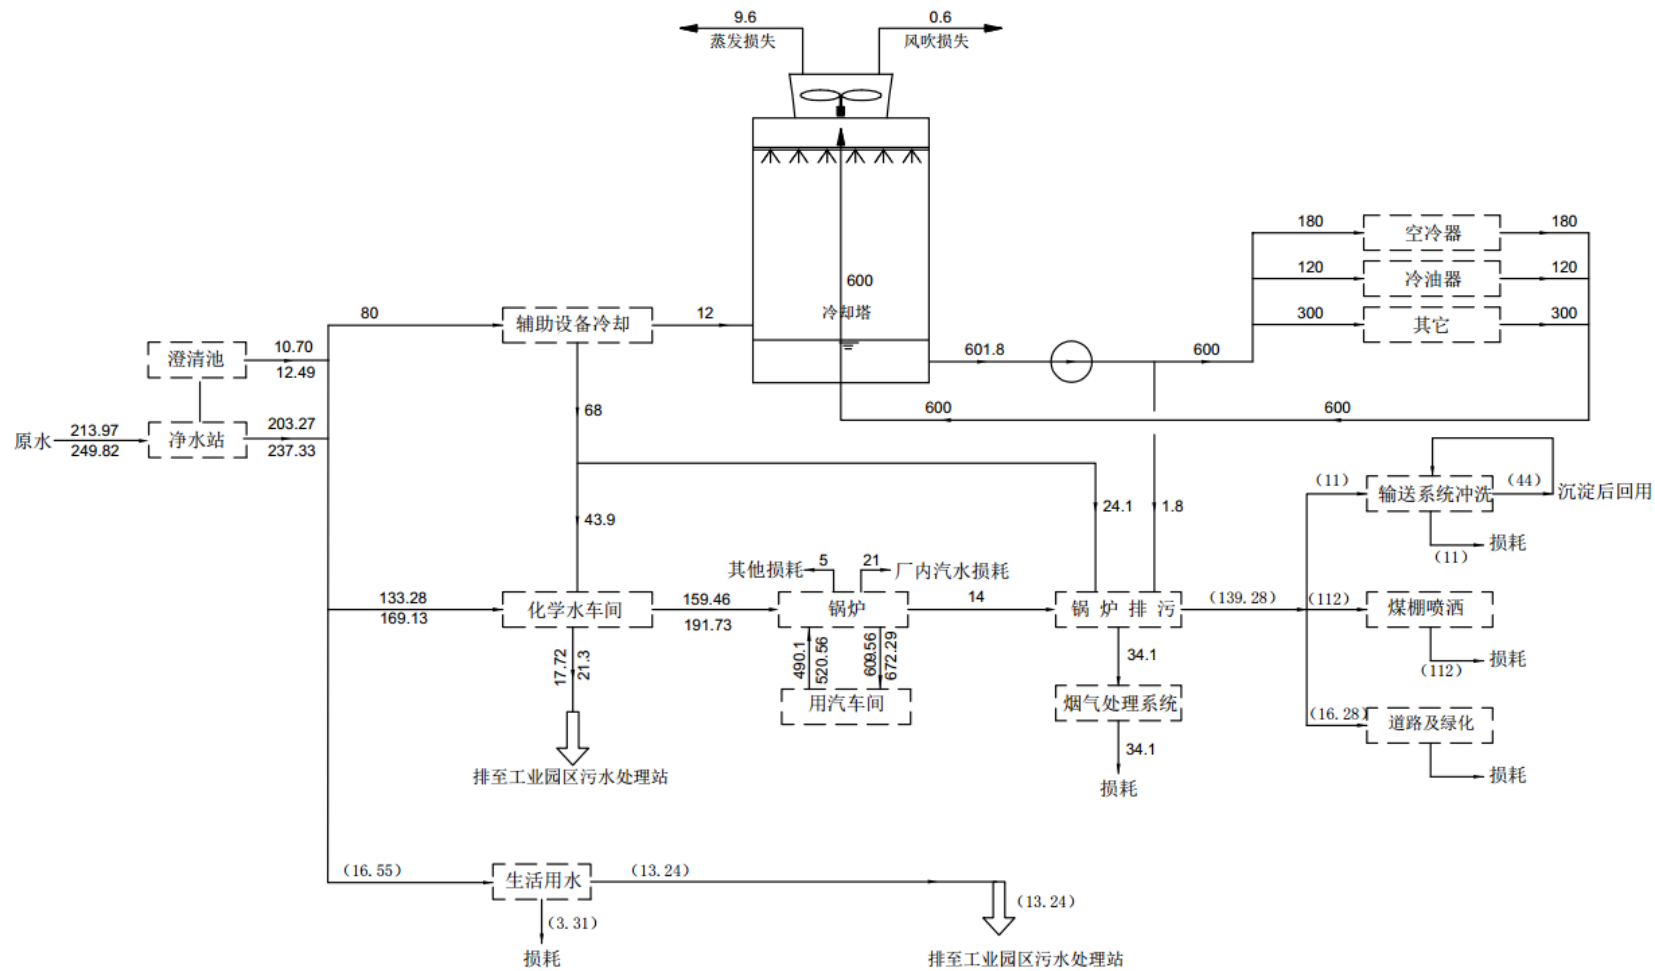 9.6
蒸发损失
0.6
风吹损失
600
冷却塔
180
空冷器
180
120
冷油器
120
300
其它
300
80
辅助设备冷却
12
601.8
600
澄清池
10.70
12.49
68
600
600
原水
213.97
249.82
净水站
203.27
237.33
(11)
输送系统冲洗
(44)
沉淀后回用
43.9
24.1
1.8
损耗
(11)
其他损耗
5
21
厂内汽水损耗
133.28
169.13
化学水车间
159.46
191.73
锅炉
14
锅炉排污
(139.28)
(112)
煤棚喷洒
17.72
21.3
490.1
520.56
609.56
672.29
34.1
损耗
(112)
用汽车间
烟气处理系统
(16.28)
道路及绿化
34.1
损耗
损耗
排至工业园区污水处理站
(16.55)
生活用水
(13.24)
(13.24)
(3.31)
损耗
排至工业园区污水处理站